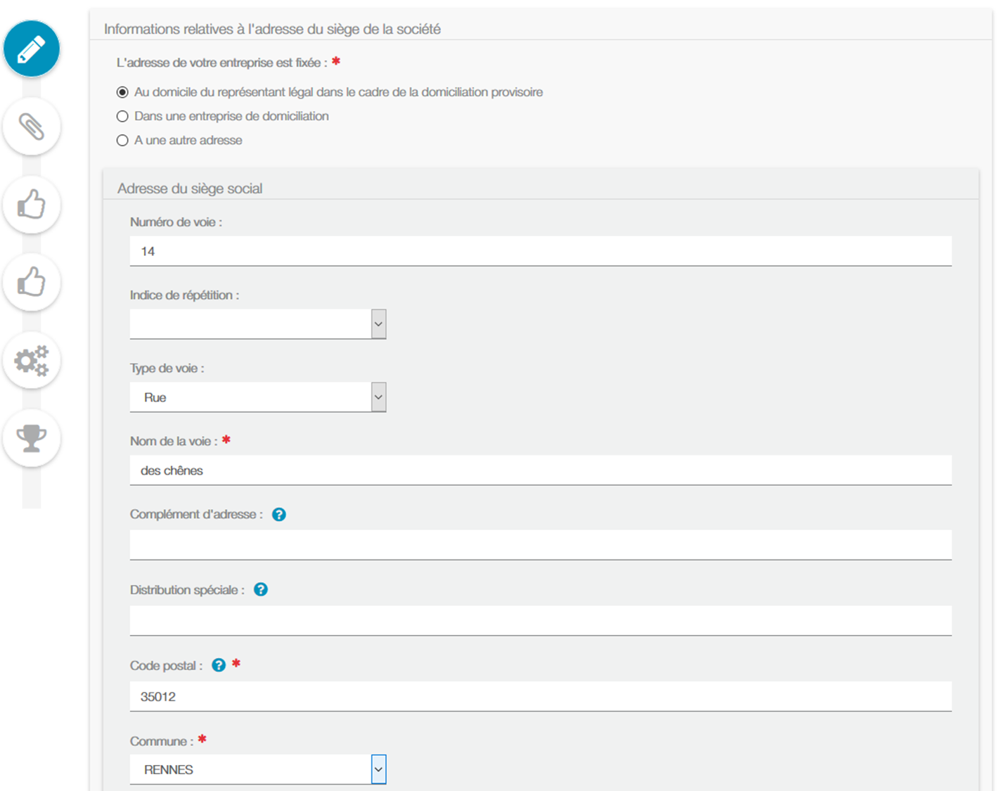 Informations relatives à l'adresse du siège de la société
L'adresse de votre entreprise est fixée : *
Au domicile du représentant légal dans le cadre de la domiciliation provisoire
Dans une entreprise de domiciliation
A une autre adresse
Adresse du siège social
Numéro de voie :
14
Indice de répétition :
Type de voie :
Rue
Nom de la voie : *
des chênes
Complément d'adresse : ?
Distribution spéciale : ?
Code postal : ? *
35012
Commune : *
RENNES